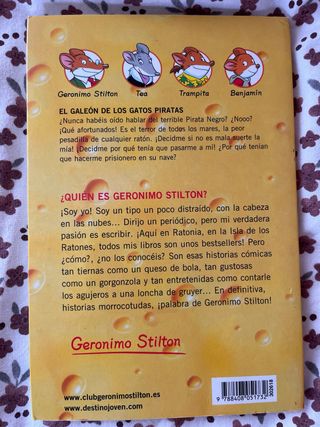 Geronimo Stilton Tea Trampita Benjamín
EL GALEÓN DE LOS GATOS PIRATAS
¿Nunca habéis oído hablar del terrible Pirata Negro? ¿Nooo?
¡Qué afortunados! Es el terror de todos los mares, la peor
pesadilla de cualquier ratón. ¡Decidme si no es mala suerte la
mía! ¡Decidme por qué tenía que pasarme a mí! ¿Por qué tenían
que hacerme prisionero en su nave?
¿QUIÉN ES GERONIMO STILTON?
¡Soy yo! Soy un tipo un poco distraído, con la cabeza
en las nubes... Dirijo un periódico, pero mi verdadera
pasión es escribir. ¡Aquí en Ratonia, en la Isla de los
Ratones, todos mis libros son unos bestsellers! Pero
¿cómo?, ¿no los conocéis? Son esas historias cómicas
tan tiernas como un queso de bola, tan gustosas
como un gorgonzola y tan entretenidas como contarle
los agujeros a una loncha de gruyer... En definitiva,
historias morrocotudas, ¡palabra de Geronimo Stilton!
Geronimo Stilton
www.clubgeronimostilton.es
www.destinojoven.com
9 788408 051732
302618